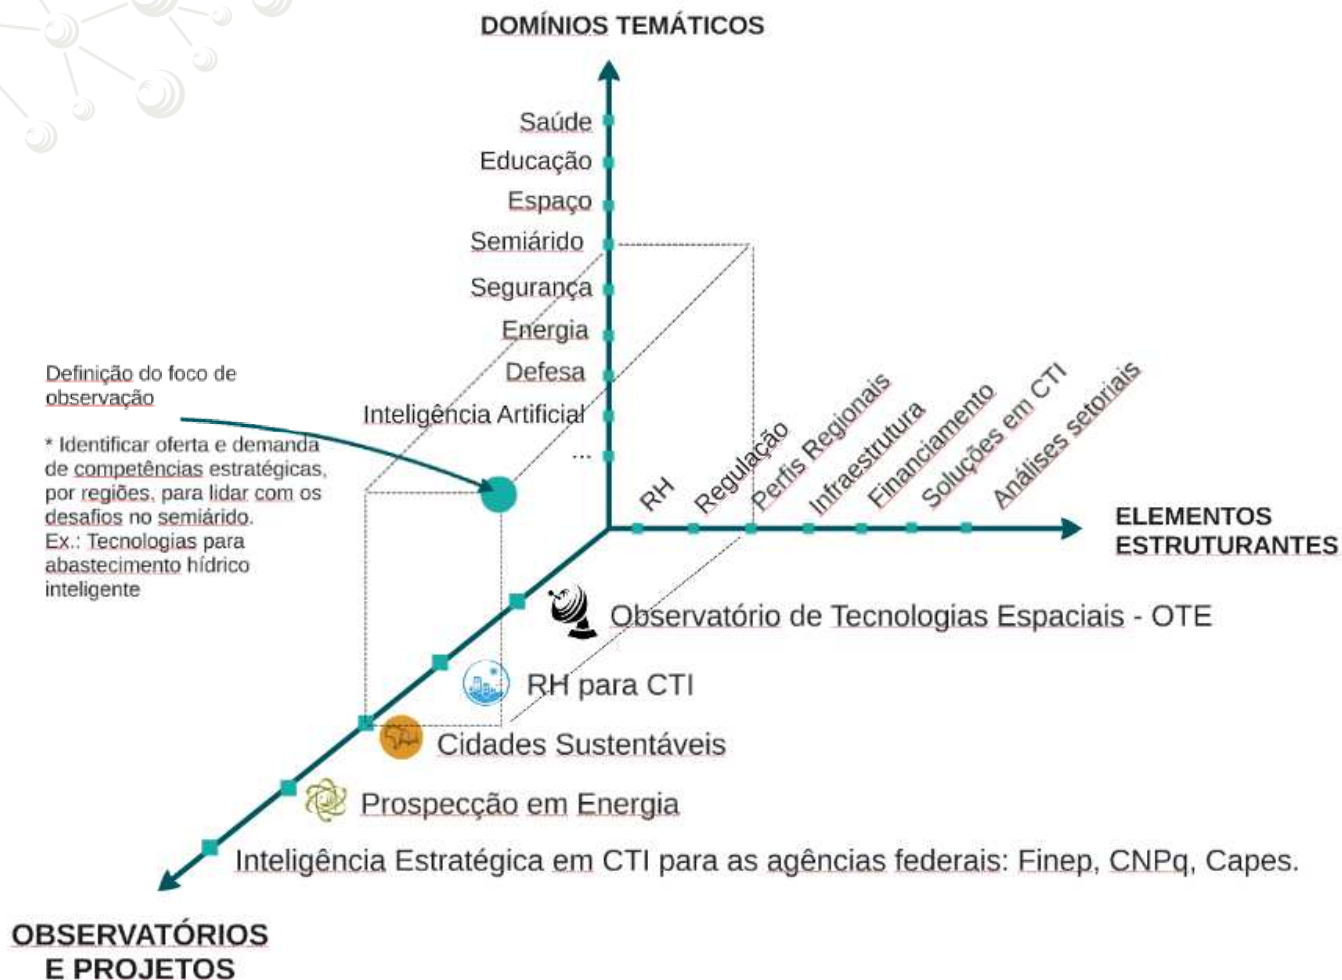 DOMÍNIOS TEMÁTICOS
Saúde
Educação
Espaço
Semiárido
Segurança
Energia
Defesa
Inteligência Artificial
...
Definição do foco de
observação
* Identificar oferta e demanda
de competências estratégicas,
por regiões, para lidar com os
desafios no semiárido.
Ex.: Tecnologias para
abastecimento hídrico
inteligente
RH
Regulação
Perfis Regionais
Infraestrutura
Financiamento
Soluções em CTI
Análises setoriais
ELEMENTOS
ESTRUTURANTES
Observatório de Tecnologias Espaciais - OTE
RH para CTI
Cidades Sustentáveis
Prospecção em Energia
Inteligência Estratégica em CTI para as agências federais: Finep, CNPq, Capes.
OBSERVATÓRIOS
E PROJETOS